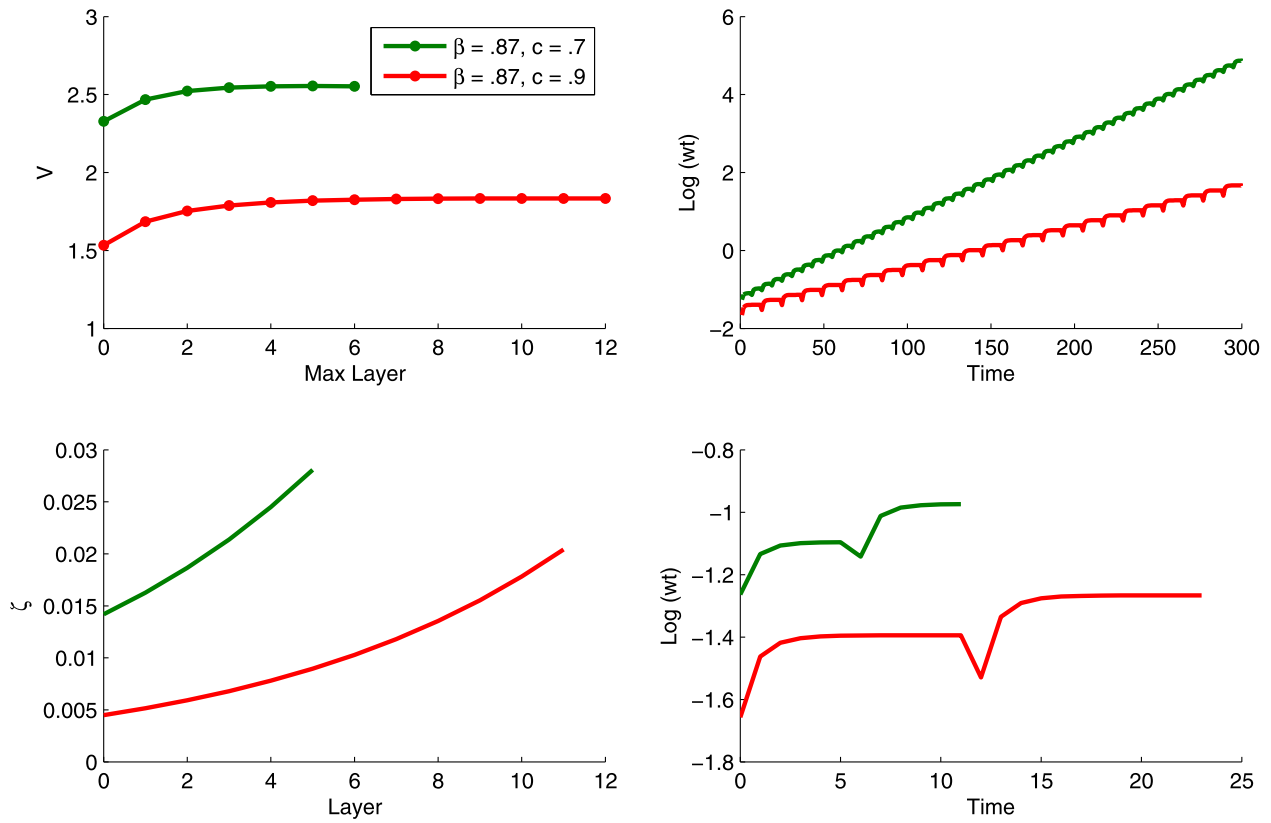 3
2.5
2
1.5
1
V
0 2 4 6 8 10 12
Max Layer
β = .87, c = .7
β = .87, c = .9
6
4
2
0
−2
Log (wt)
0 50 100 150 200 250 300
Time
0.03
0.025
0.02
0.015
0.01
0.005
0
ζ
0 2 4 6 8 10 12
Layer
−0.8
−1
−1.2
−1.4
−1.6
−1.8
Log (wt)
0 5 10 15 20 25
Time